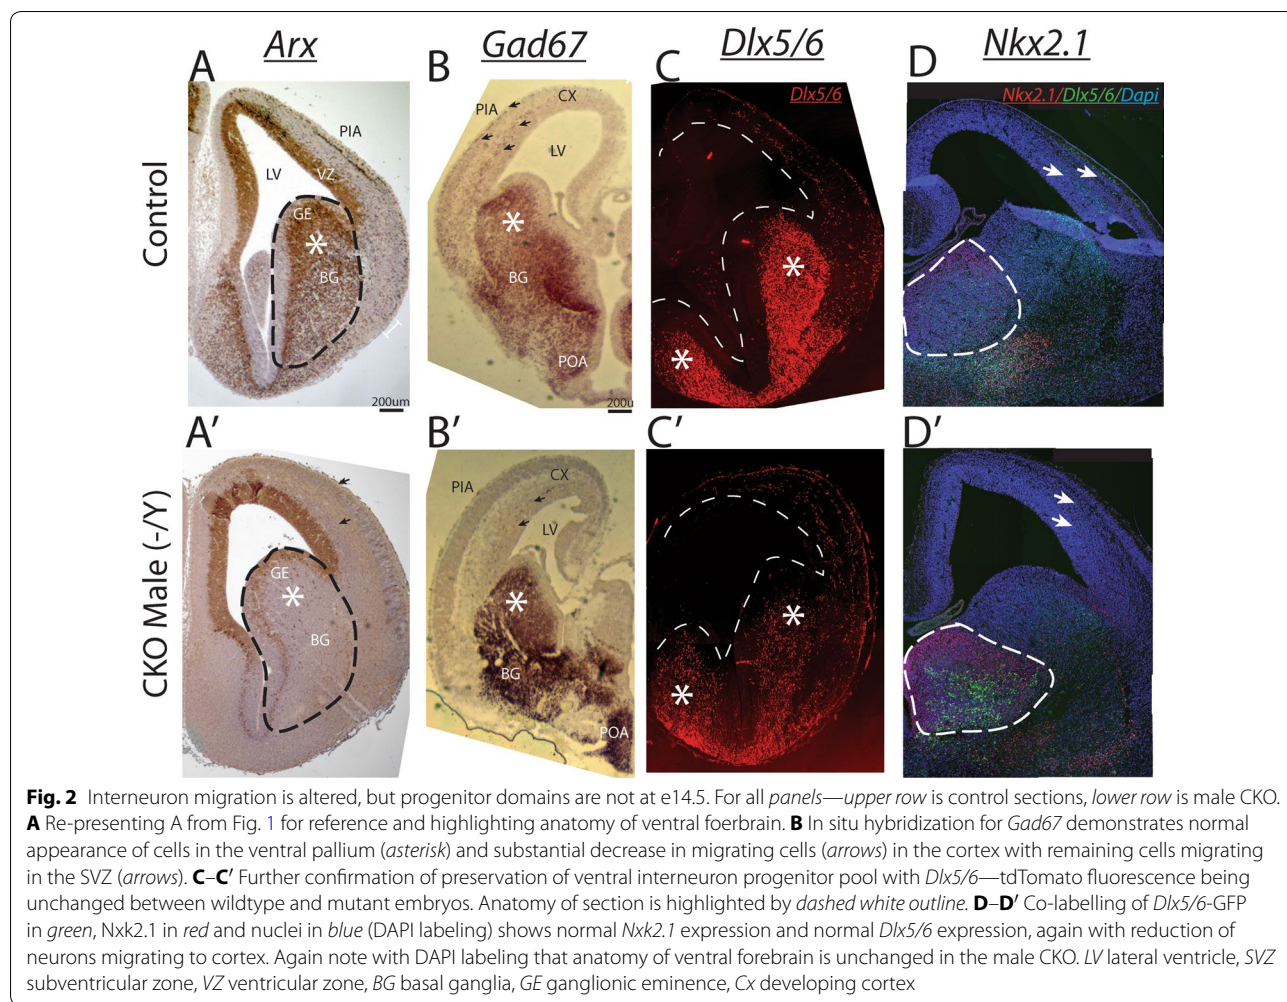 Arx Gad67 Dlx5/6 Nkx2.1
Control
A
PIA
LV
VZ
GE
*
BG
200um
B
CX
PIA
LV
*
BG
POA
200u
C
Dlx5/6
*
*
D
Nkx2.1/Dlx5/6/Dapi
CKO Male (-/Y)
A'
GE
*
BG
B'
CX
PIA
LV
*
BG
POA
C'
*
*
D'
Fig. 2 Interneuron migration is altered, but progenitor domains are not at e14.5. For all panels—upper row is control sections, lower row is male CKO.
A Re-presenting A from Fig. 1 for reference and highlighting anatomy of ventral foerbrain. B In situ hybridization for Gad67 demonstrates normal
appearance of cells in the ventral pallium (asterisk) and substantial decrease in migrating cells (arrows) in the cortex with remaining cells migrating
in the SVZ (arrows). C–C′ Further confirmation of preservation of ventral interneuron progenitor pool with Dlx5/6—tdTomato fluorescence being
unchanged between wildtype and mutant embryos. Anatomy of section is highlighted by dashed white outline. D–D′ Co-labelling of Dlx5/6-GFP
in green, Nxk2.1 in red and nuclei in blue (DAPI labeling) shows normal Nxk2.1 expression and normal Dlx5/6 expression, again with reduction of
neurons migrating to cortex. Again note with DAPI labeling that anatomy of ventral forebrain is unchanged in the male CKO. LV lateral ventricle, SVZ
subventricular zone, VZ ventricular zone, BG basal ganglia, GE ganglionic eminence, Cx developing cortex